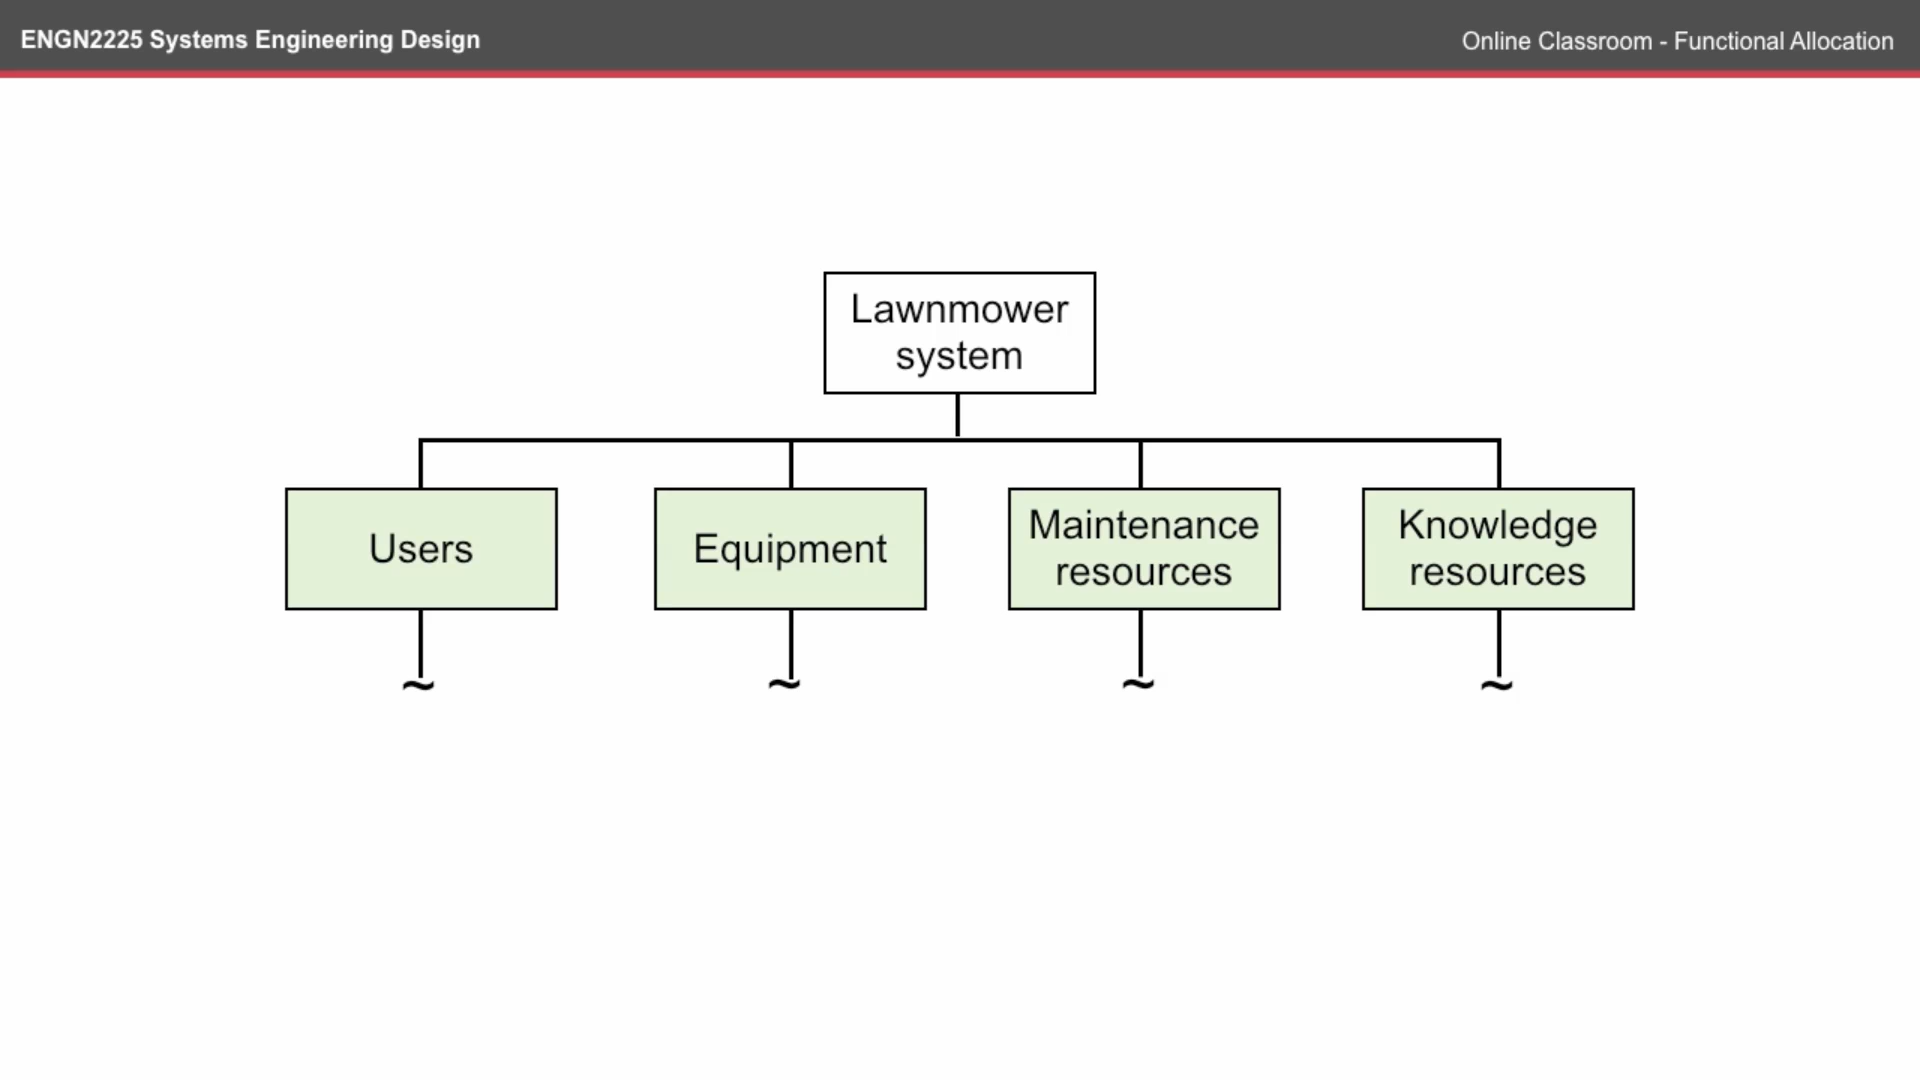 ENGN2225 Systems Engineering Design
Online Classroom - Functional Allocation
Lawnmower
system
Users
Equipment
Maintenance
resources
Knowledge
resources
~
~
~
~